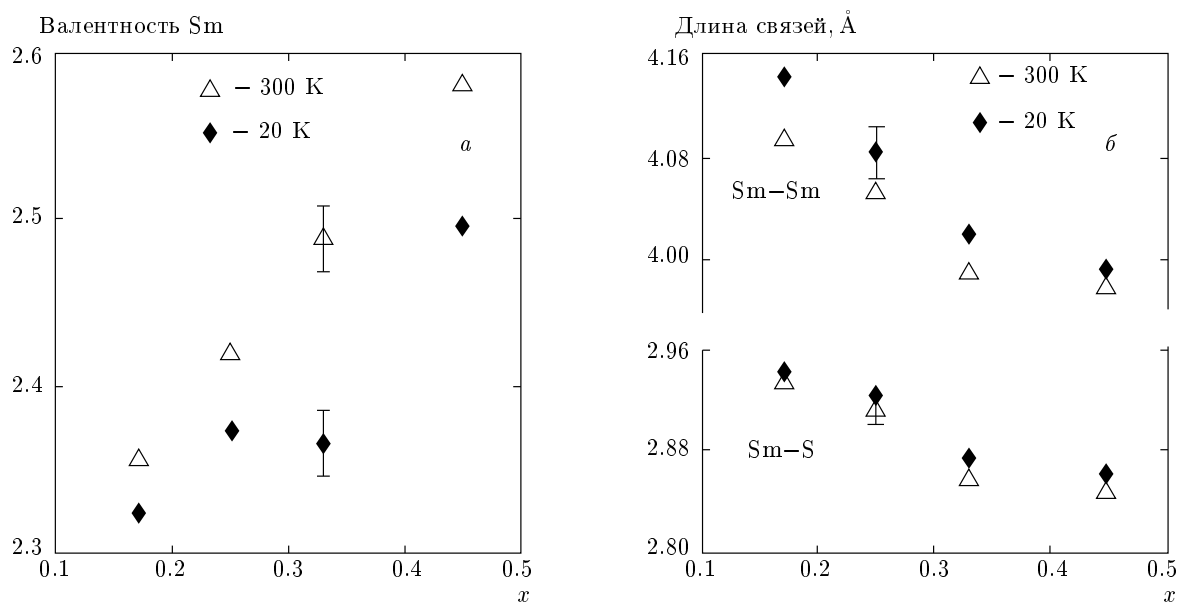 Валентность Sm
2.6
2.5
2.4
2.3
– 300 K
– 20 K
а
0.1 0.2 0.3 0.4 0.5
x
Длина связей, Å
4.16
4.08
4.00
2.96
2.88
2.80
– 300 K
– 20 K
б
Sm–Sm
Sm–S
0.1 0.2 0.3 0.4 0.5
x